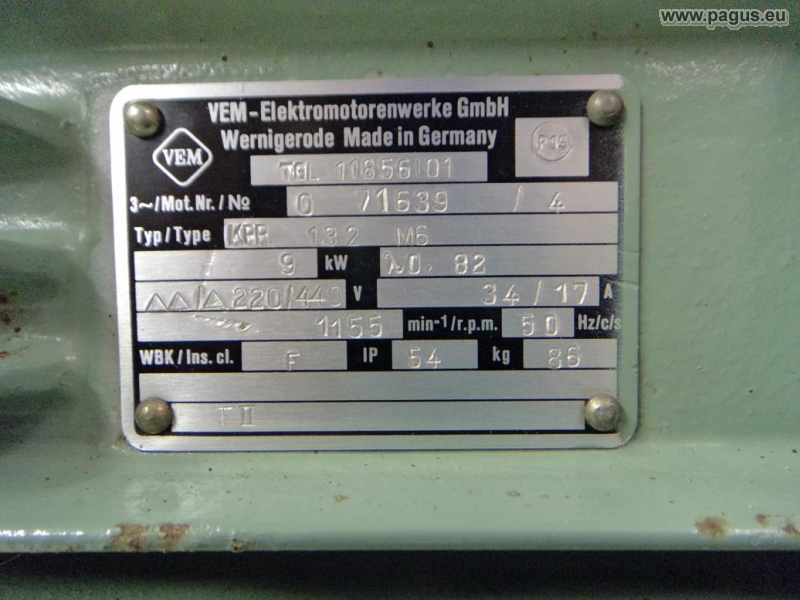 www.pagus.eu
VEM-Elektromotorenwerke GmbH
Wernigerode Made in Germany
VEM
TGL 11856/01
3~/Mot.Nr./№ 0 71639 / 4
Typ/Type KPR 132 M6
9 kW λ0. 82
△△/△ 220/440 V 34/17 A
1155 min-1/r.p.m. 50 Hz/c/s
WBK/Ins. cl. F IP 54 kg 86
T II